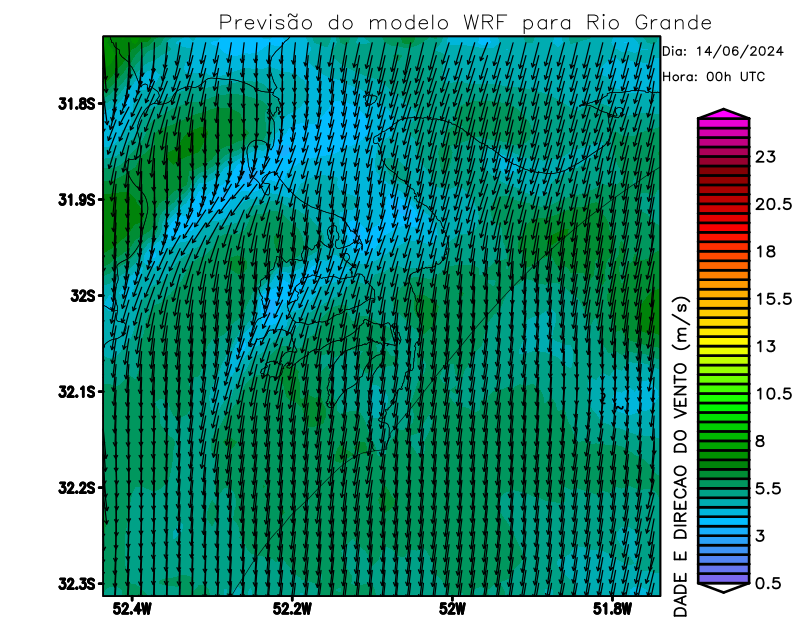 Previsão do modelo WRF para Rio Grande
Dia: 14/06/2024
Hora: 00h UTC
31.8S
31.9S
32S
32.1S
32.2S
32.3S
52.4W
52.2W
52W
51.8W
23
20.5
18
15.5
13
10.5
8
5.5
3
0.5
DADE E DIRECAO DO VENTO (m/s)